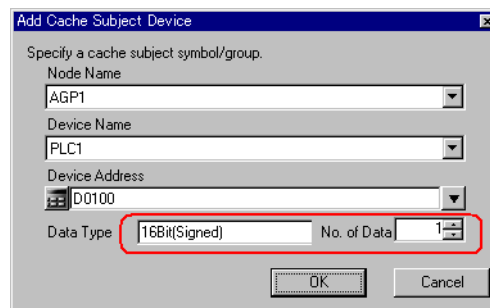 Add Cache Subject Device
Specify a cache subject symbol/group.
Node Name
AGP1
Device Name
PLC1
Device Address
D0100
Data Type 16Bit(Signed) No. of Data 1
OK Cancel